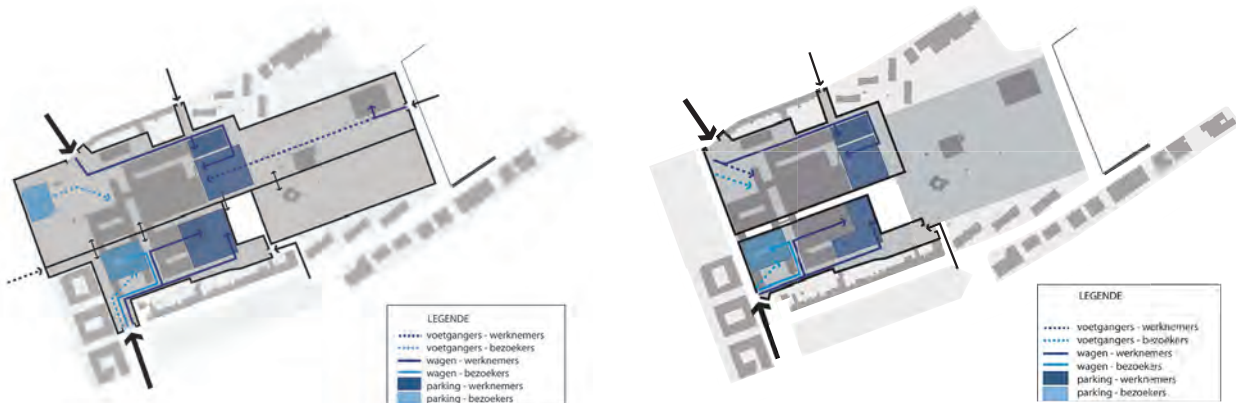 LEGENDE
voetgangers - werknemers
voetgangers - bezoekers
wagen - werknemers
wagen - bezoekers
parking - werknemers
parking - bezoekers
LEGENDE
voetgangers - werknemers
voetgangers - bezoekers
wagen - werknemers
wagen - bezoekers
parking - werknemers
parking - bezoekers